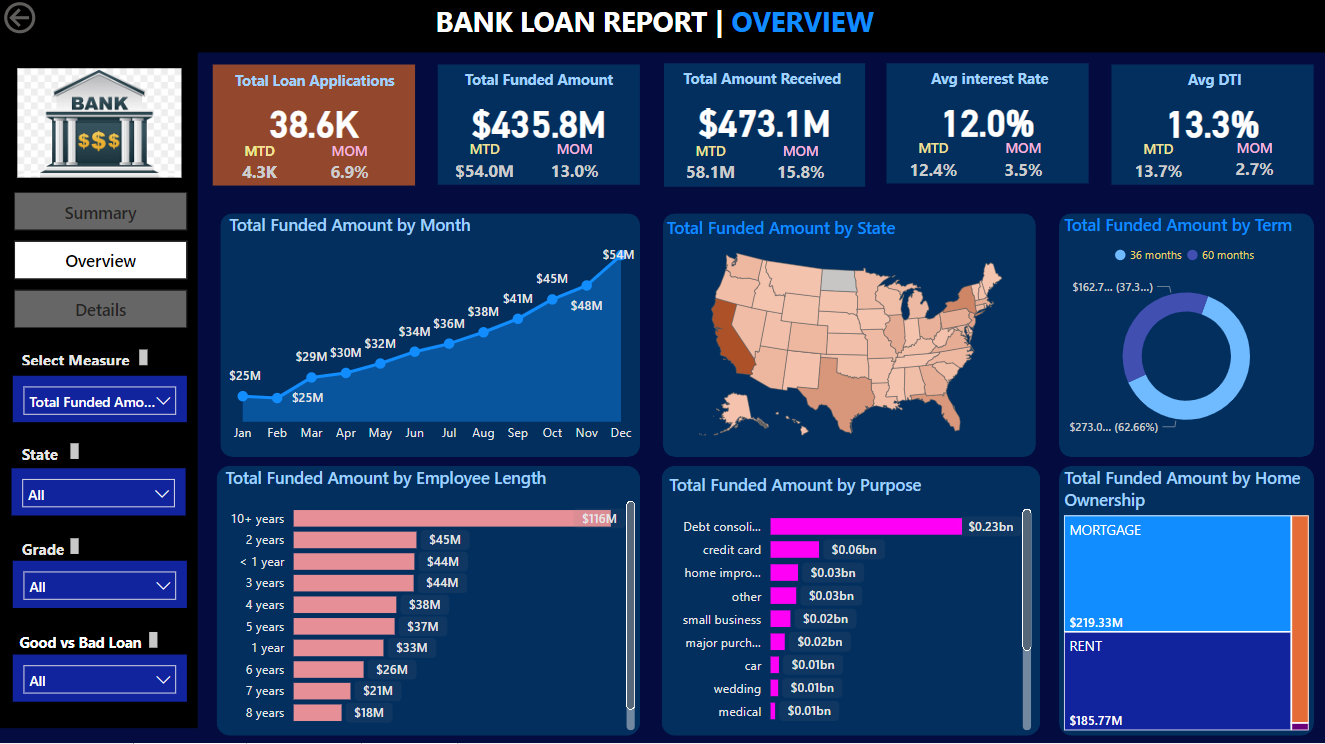 BANK LOAN REPORT | OVERVIEW
BANK
$$$
Summary
Overview
Details
Select Measure
Total Funded Amo...
State
All
Grade
All
Good vs Bad Loan
All
Total Loan Applications
38.6K
MTD MOM
4.3K 6.9%
Total Funded Amount
$435.8M
MTD MOM
$54.0M 13.0%
Total Amount Received
$473.1M
MTD MOM
58.1M 15.8%
Avg interest Rate
12.0%
MTD MOM
12.4% 3.5%
Avg DTI
13.3%
MTD MOM
13.7% 2.7%
Total Funded Amount by Month
$25M
$25M
$29M
$30M
$32M
$34M
$36M
$38M
$41M
$45M
$48M
$54M
Jan Feb Mar Apr May Jun Jul Aug Sep Oct Nov Dec
Total Funded Amount by State
Total Funded Amount by Term
36 months 60 months
$162.7... (37.3...)
$273.0... (62.66%)
Total Funded Amount by Employee Length
10+ years $116M
2 years $45M
< 1 year $44M
3 years $44M
4 years $38M
5 years $37M
1 year $33M
6 years $26M
7 years $21M
8 years $18M
Total Funded Amount by Purpose
Debt consoli... $0.23bn
credit card $0.06bn
home impro... $0.03bn
other $0.03bn
small business $0.02bn
major purch... $0.02bn
car $0.01bn
wedding $0.01bn
medical $0.01bn
Total Funded Amount by Home
Ownership
MORTGAGE
$219.33M
RENT
$185.77M